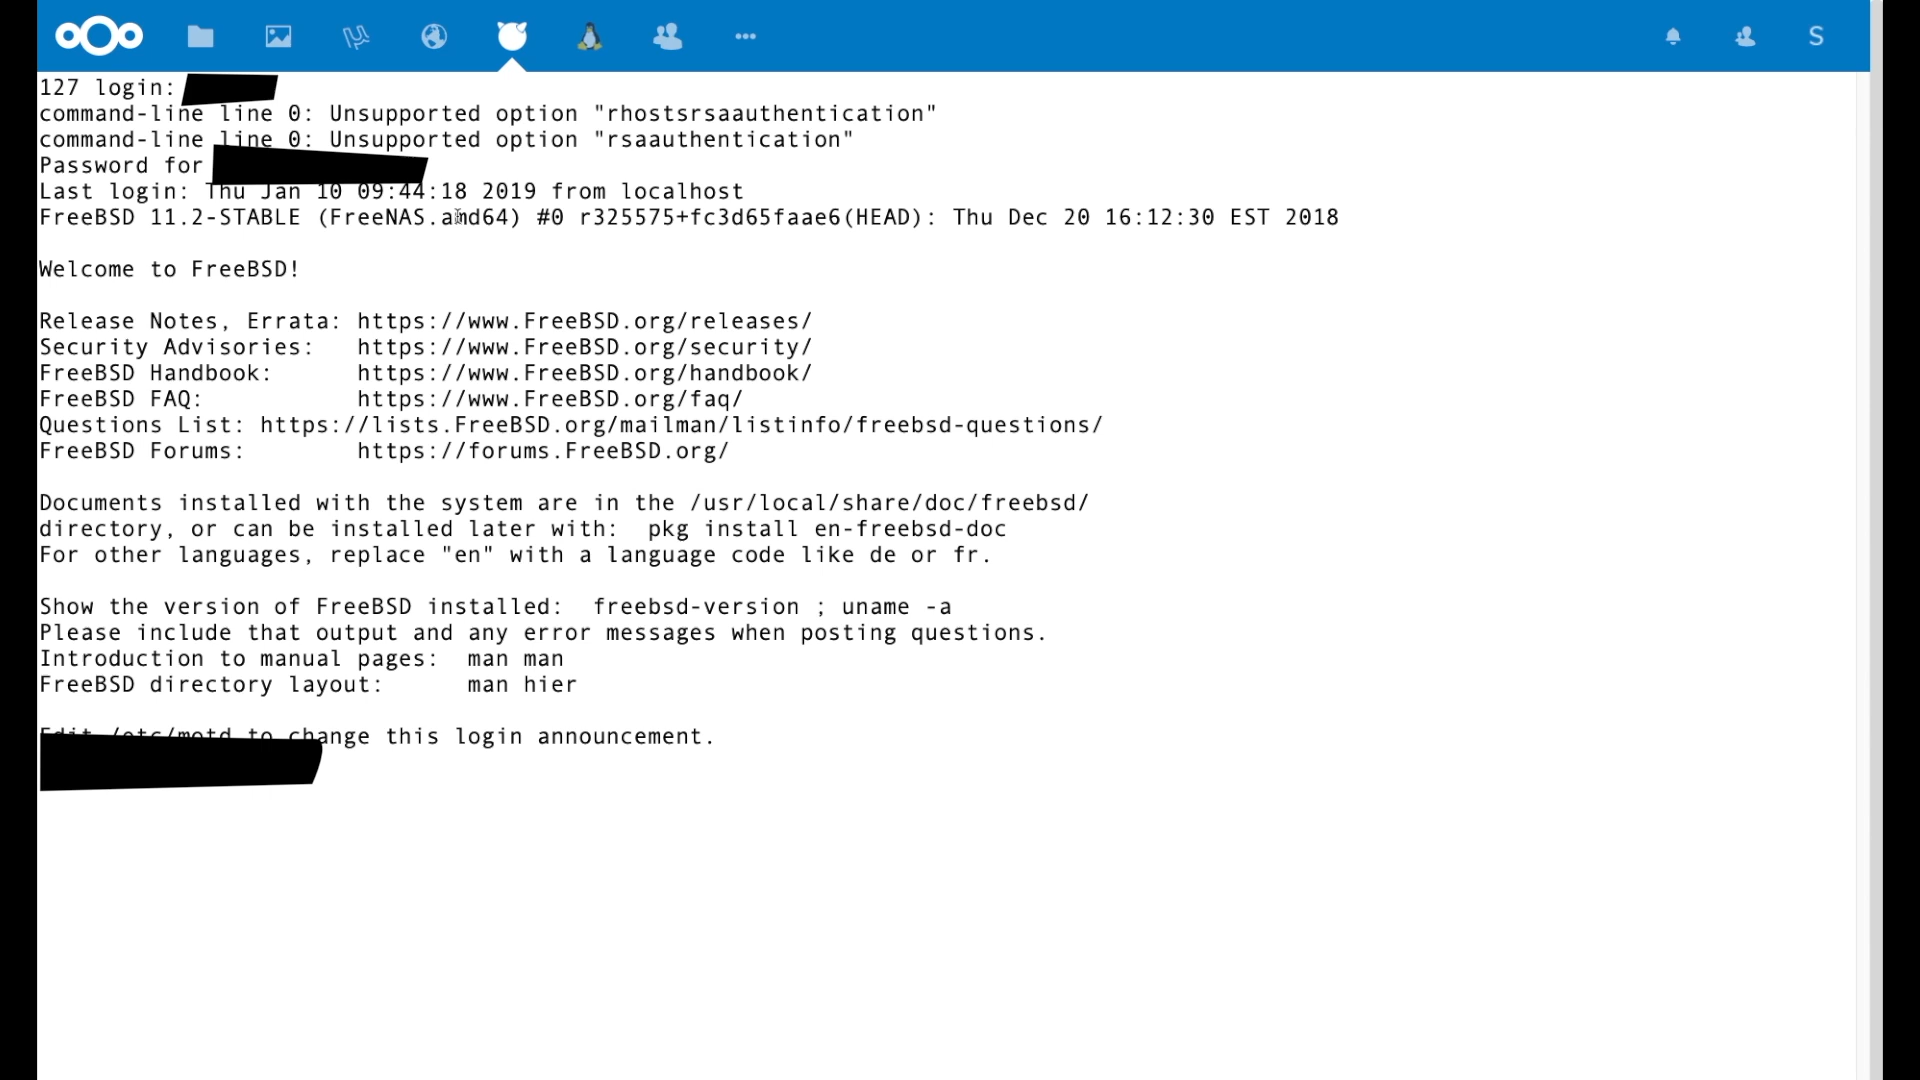 S
127 login:
command-line line 0: Unsupported option "rhostsrsaauthentication"
command-line line 0: Unsupported option "rsaauthentication"
Password for
Last login: Thu Jan 10 09:44:18 2019 from localhost
FreeBSD 11.2-STABLE (FreeNAS.amd64) #0 r325575+fc3d65faae6(HEAD): Thu Dec 20 16:12:30 EST 2018
Welcome to FreeBSD!
Release Notes, Errata: https://www.FreeBSD.org/releases/
Security Advisories:   https://www.FreeBSD.org/security/
FreeBSD Handbook:      https://www.FreeBSD.org/handbook/
FreeBSD FAQ:           https://www.FreeBSD.org/faq/
Questions List: https://lists.FreeBSD.org/mailman/listinfo/freebsd-questions/
FreeBSD Forums:        https://forums.FreeBSD.org/
Documents installed with the system are in the /usr/local/share/doc/freebsd/
directory, or can be installed later with:  pkg install en-freebsd-doc
For other languages, replace "en" with a language code like de or fr.
Show the version of FreeBSD installed:  freebsd-version ; uname -a
Please include that output and any error messages when posting questions.
Introduction to manual pages:  man man
FreeBSD directory layout:      man hier
Edit /etc/motd to change this login announcement.